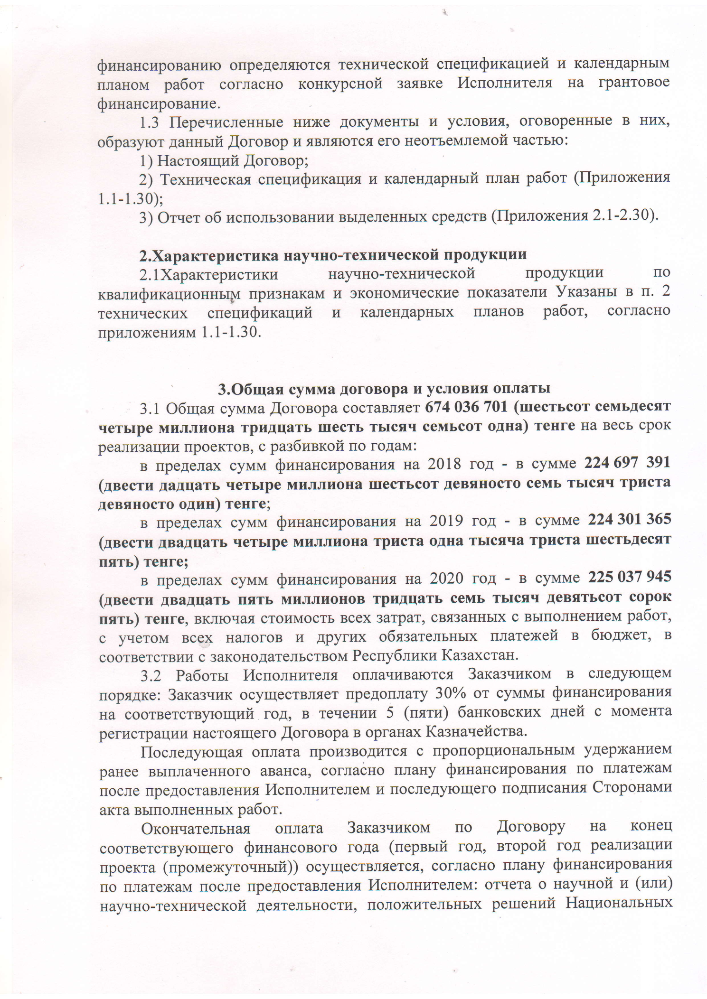 финансированию определяются технической спецификацией и календарным
планом работ согласно конкурсной заявке Исполнителя на грантовое
финансирование.
1.3 Перечисленные ниже документы и условия, оговоренные в них,
образуют данный Договор и являются его неотъемлемой частью:
1) Настоящий Договор;
2) Техническая спецификация и календарный план работ (Приложения
1.1-1.30);
3) Отчет об использовании выделенных средств (Приложения 2.1-2.30).
2.Характеристика научно-технической продукции
2.1Характеристики научно-технической продукции по
квалификационным признакам и экономические показатели Указаны в п. 2
технических спецификаций и календарных планов работ, согласно
приложениям 1.1-1.30.
3.Общая сумма договора и условия оплаты
3.1 Общая сумма Договора составляет 674 036 701 (шестьсот семьдесят
четыре миллиона тридцать шесть тысяч семьсот одна) тенге на весь срок
реализации проектов, с разбивкой по годам:
в пределах сумм финансирования на 2018 год - в сумме 224 697 391
(двести дадцать четыре миллиона шестьсот девяносто семь тысяч триста
девяносто один) тенге;
в пределах сумм финансирования на 2019 год - в сумме 224 301 365
(двести двадцать четыре миллиона триста одна тысяча триста шестьдесят
пять) тенге;
в пределах сумм финансирования на 2020 год - в сумме 225 037 945
(двести двадцать пять миллионов тридцать семь тысяч девятьсот сорок
пять) тенге, включая стоимость всех затрат, связанных с выполнением работ,
с учетом всех налогов и других обязательных платежей в бюджет, в
соответствии с законодательством Республики Казахстан.
3.2 Работы Исполнителя оплачиваются Заказчиком в следующем
порядке: Заказчик осуществляет предоплату 30% от суммы финансирования
на соответствующий год, в течении 5 (пяти) банковских дней с момента
регистрации настоящего Договора в органах Казначейства.
Последующая оплата производится с пропорциональным удержанием
ранее выплаченного аванса, согласно плану финансирования по платежам
после предоставления Исполнителем и последующего подписания Сторонами
акта выполненных работ.
Окончательная оплата Заказчиком по Договору на конец
соответствующего финансового года (первый год, второй год реализации
проекта (промежуточный)) осуществляется, согласно плану финансирования
по платежам после предоставления Исполнителем: отчета о научной и (или)
научно-технической деятельности, положительных решений Национальных